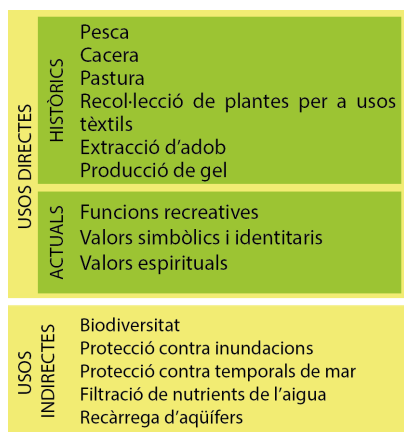 USOS DIRECTES
HISTÒRICS
Pesca
Cacera
Pastura
Recol·lecció de plantes per a usos
tèxtils
Extracció d’adob
Producció de gel
ACTUALS
Funcions recreatives
Valors simbòlics i identitaris
Valors espirituals
USOS
INDIRECTES
Biodiversitat
Protecció contra inundacions
Protecció contra temporals de mar
Filtració de nutrients de l’aigua
Recàrrega d’aqüífers